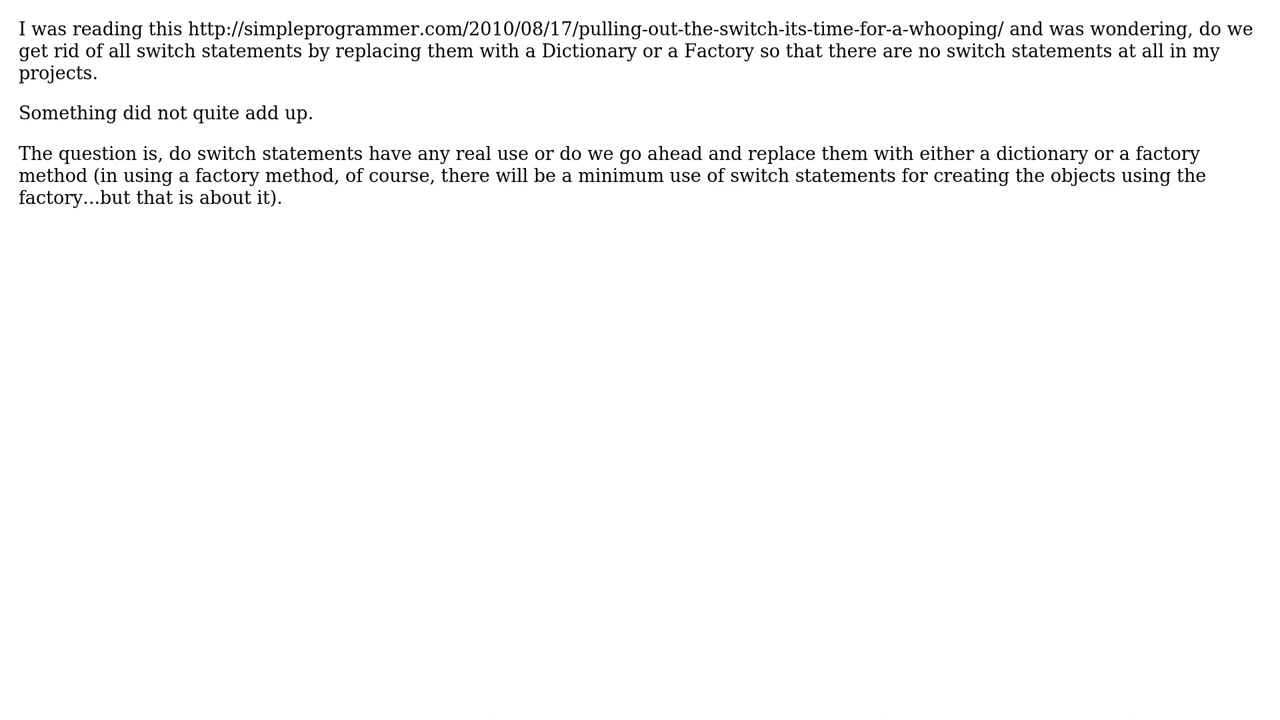 I was reading this http://simpleprogrammer.com/2010/08/17/pulling-out-the-switch-its-time-for-a-whooping/ and was wondering, do we
get rid of all switch statements by replacing them with a Dictionary or a Factory so that there are no switch statements at all in my
projects.
Something did not quite add up.
The question is, do switch statements have any real use or do we go ahead and replace them with either a dictionary or a factory
method (in using a factory method, of course, there will be a minimum use of switch statements for creating the objects using the
factory...but that is about it).